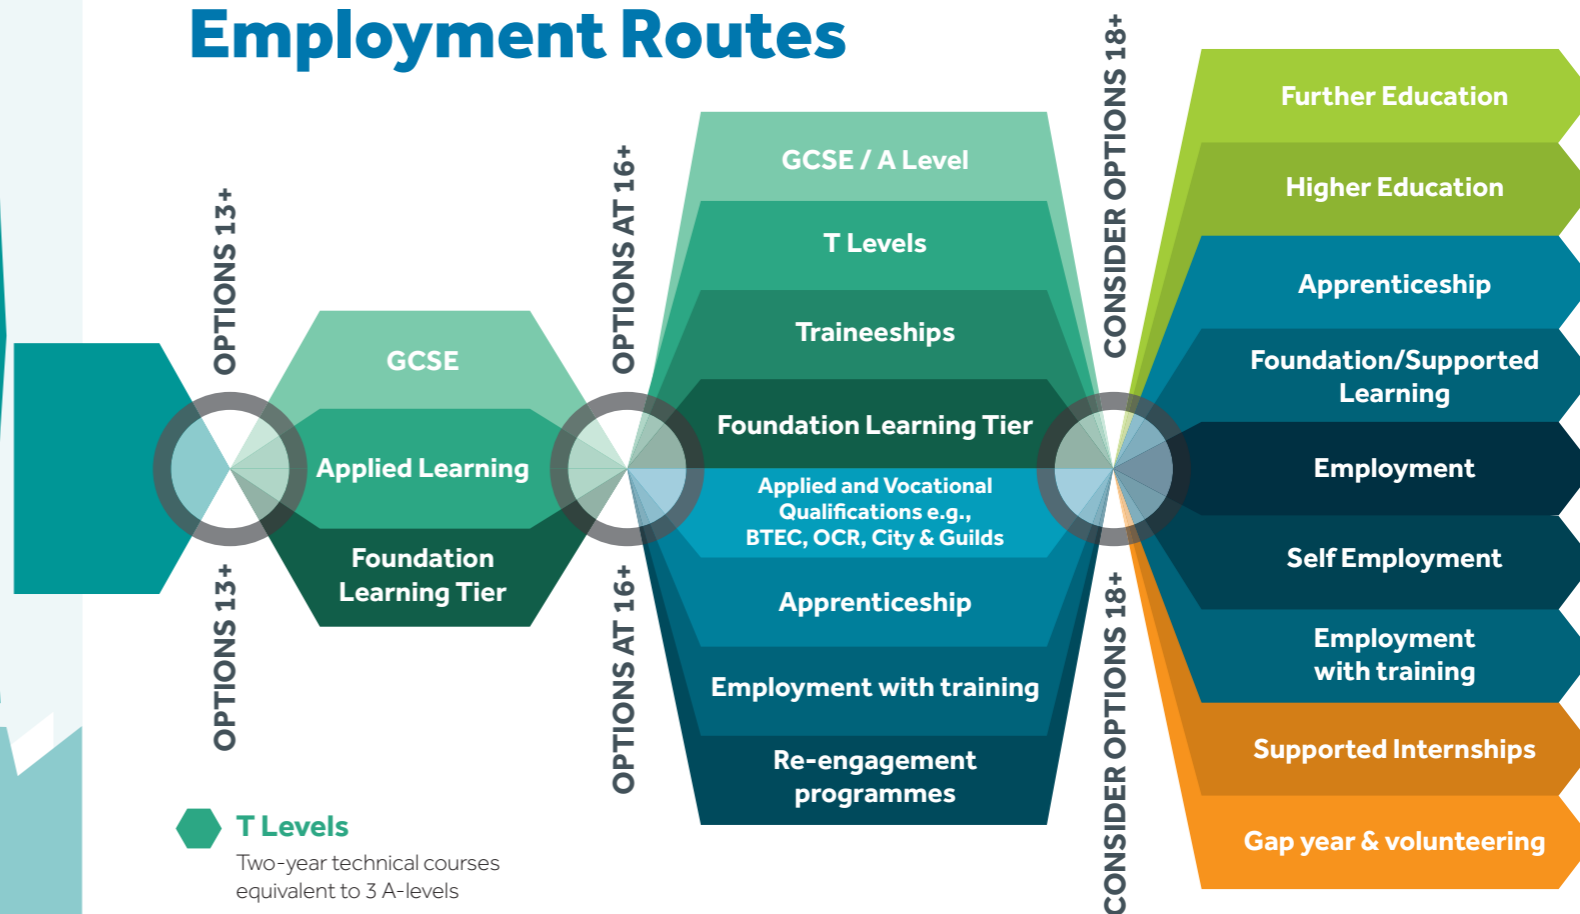 Employment Routes
OPTIONS 13+
OPTIONS 13+
GCSE
Applied Learning
Foundation
Learning Tier
OPTIONS AT 16+
OPTIONS AT 16+
GCSE / A Level
T Levels
Traineeships
Foundation Learning Tier
Applied and Vocational
Qualifications e.g.,
BTEC, OCR, City & Guilds
Apprenticeship
Employment with training
Re-engagement
programmes
CONSIDER OPTIONS 18+
CONSIDER OPTIONS 18+
Further Education
Higher Education
Apprenticeship
Foundation/Supported
Learning
Employment
Self Employment
Employment
with training
Supported Internships
Gap year & volunteering
T Levels
Two-year technical courses
equivalent to 3 A-levels